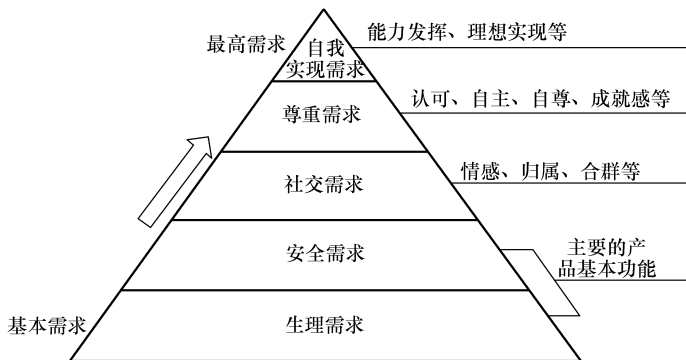 最高需求
自我
实现需求
能力发挥、理想实现等
尊重需求
认可、自主、自尊、成就感等
社交需求
情感、归属、合群等
安全需求
主要的产
品基本功能
基本需求
生理需求